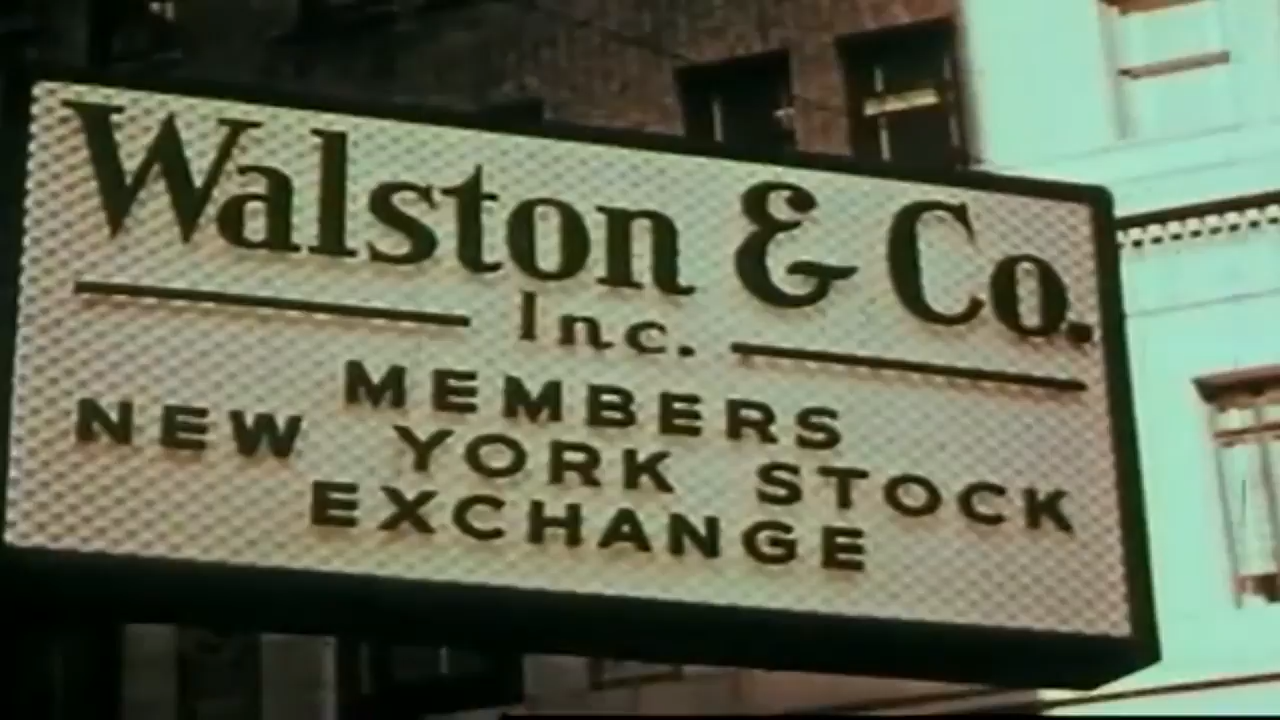 Walston & Co.
Inc.
MEMBERS
NEW YORK STOCK
EXCHANGE